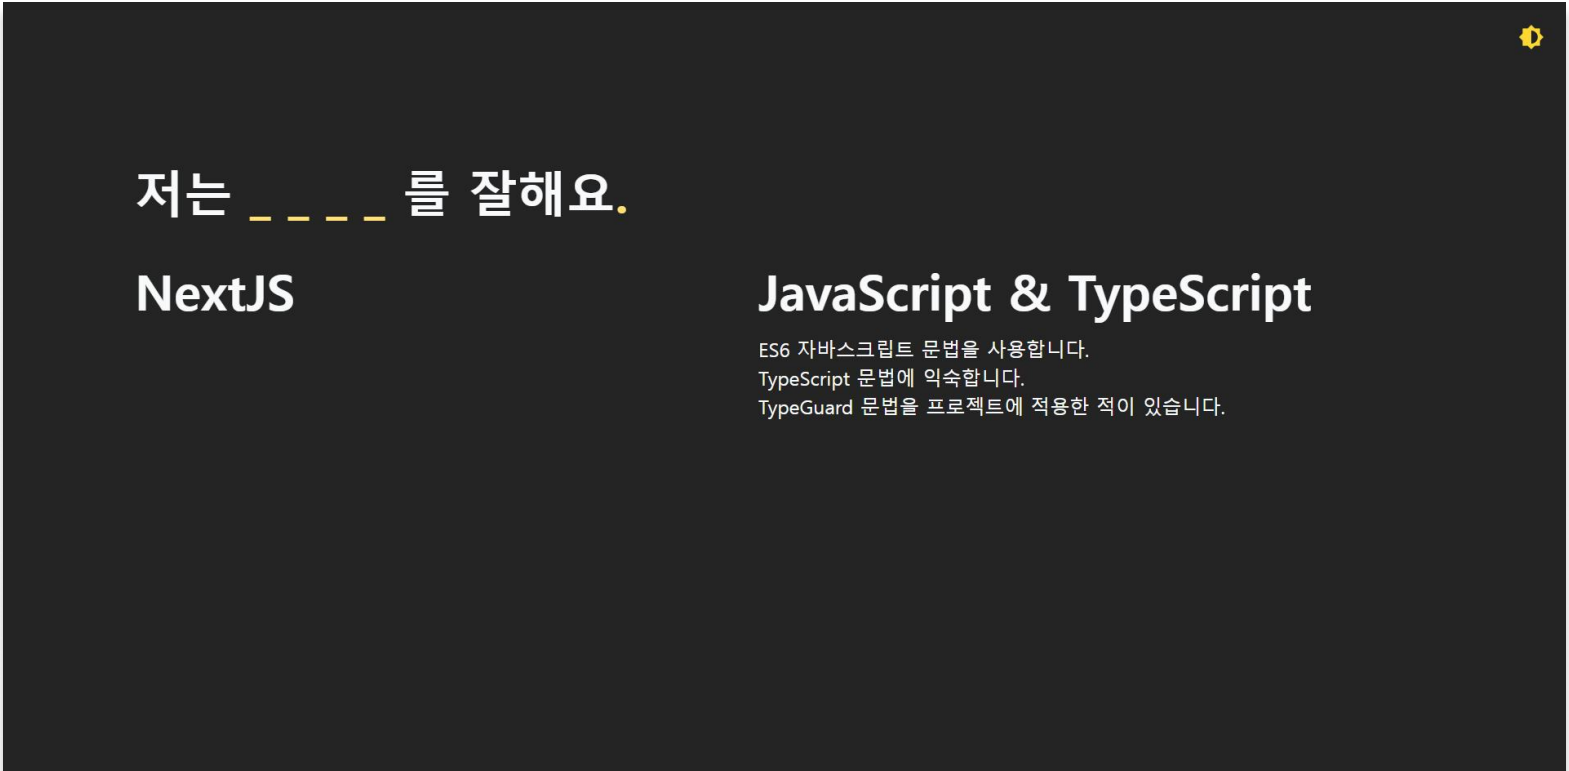 저는 _ _ _ _ 를 잘해요.
NextJS
JavaScript & TypeScript
ES6 자바스크립트 문법을 사용합니다.
TypeScript 문법에 익숙합니다.
TypeGuard 문법을 프로젝트에 적용한 적이 있습니다.